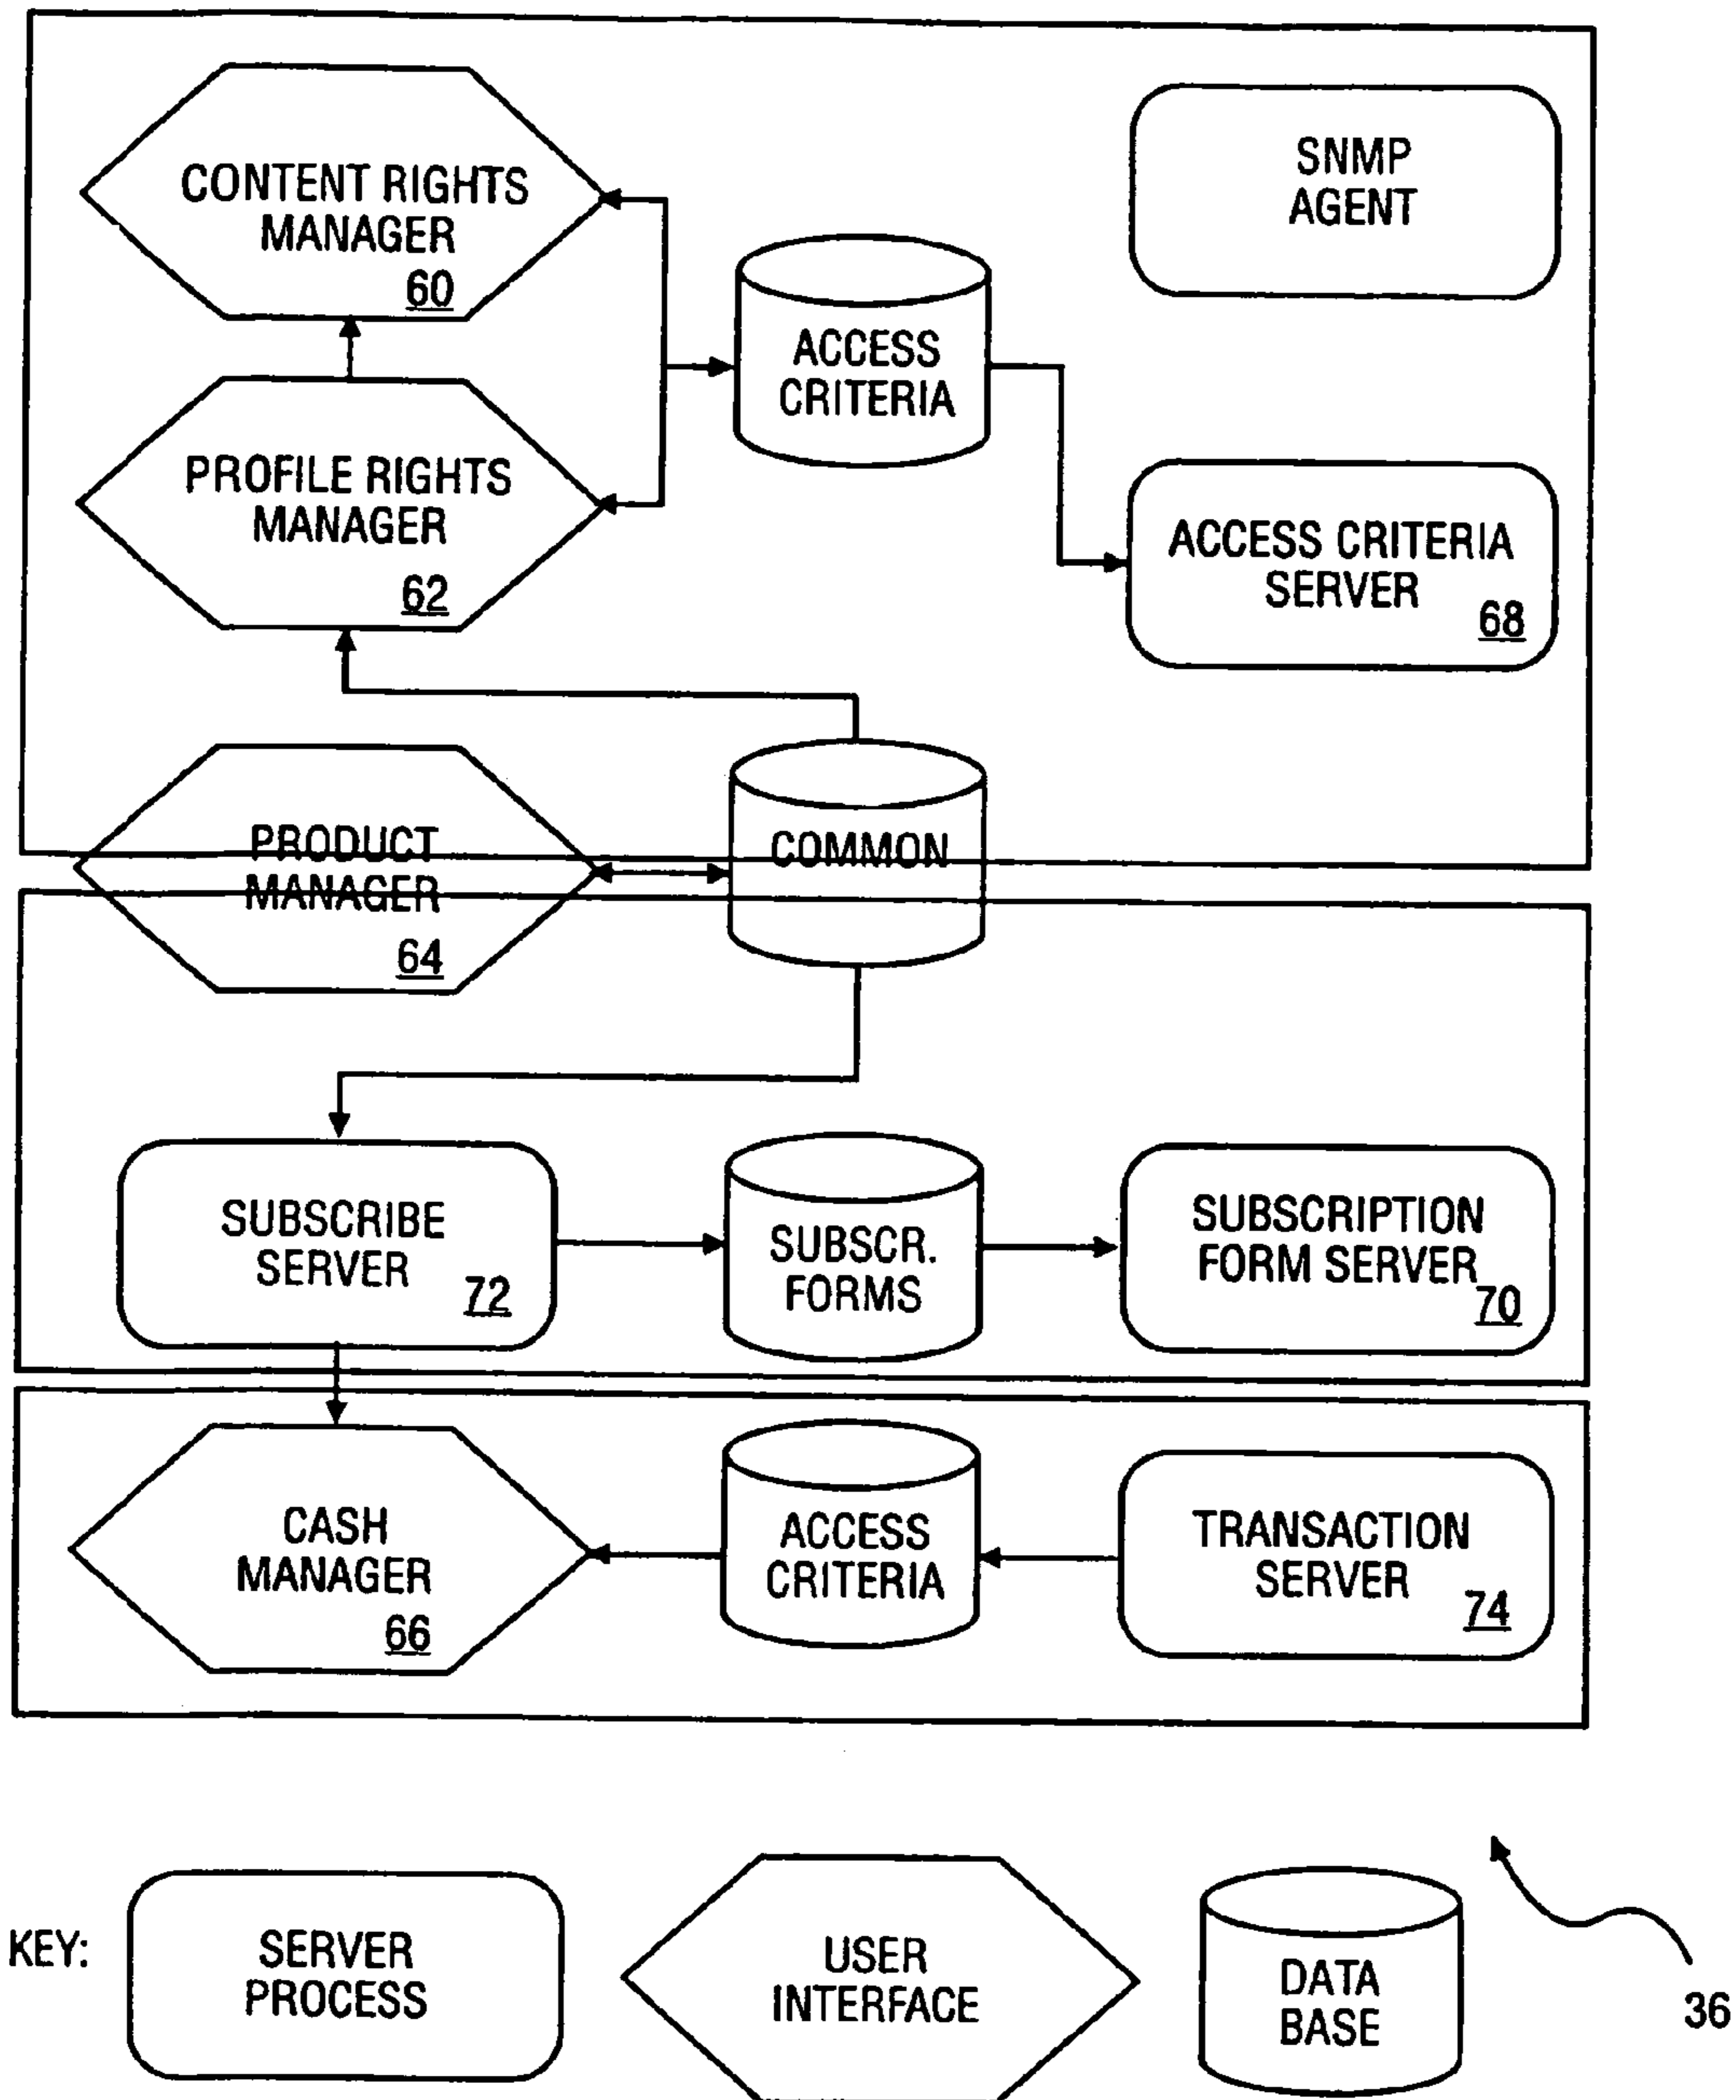 CONTENT RIGHTS
MANAGER
60
SNMP
AGENT
ACCESS
CRITERIA
PROFILE RIGHTS
MANAGER
62
ACCESS CRITERIA
SERVER
68
PRODUCT
MANAGER
64
COMMON
SUBSCRIBE
SERVER
72
SUBSCR.
FORMS
SUBSCRIPTION
FORM SERVER
70
CASH
MANAGER
66
ACCESS
CRITERIA
TRANSACTION
SERVER
74
KEY:
SERVER
PROCESS
USER
INTERFACE
DATA
BASE
36